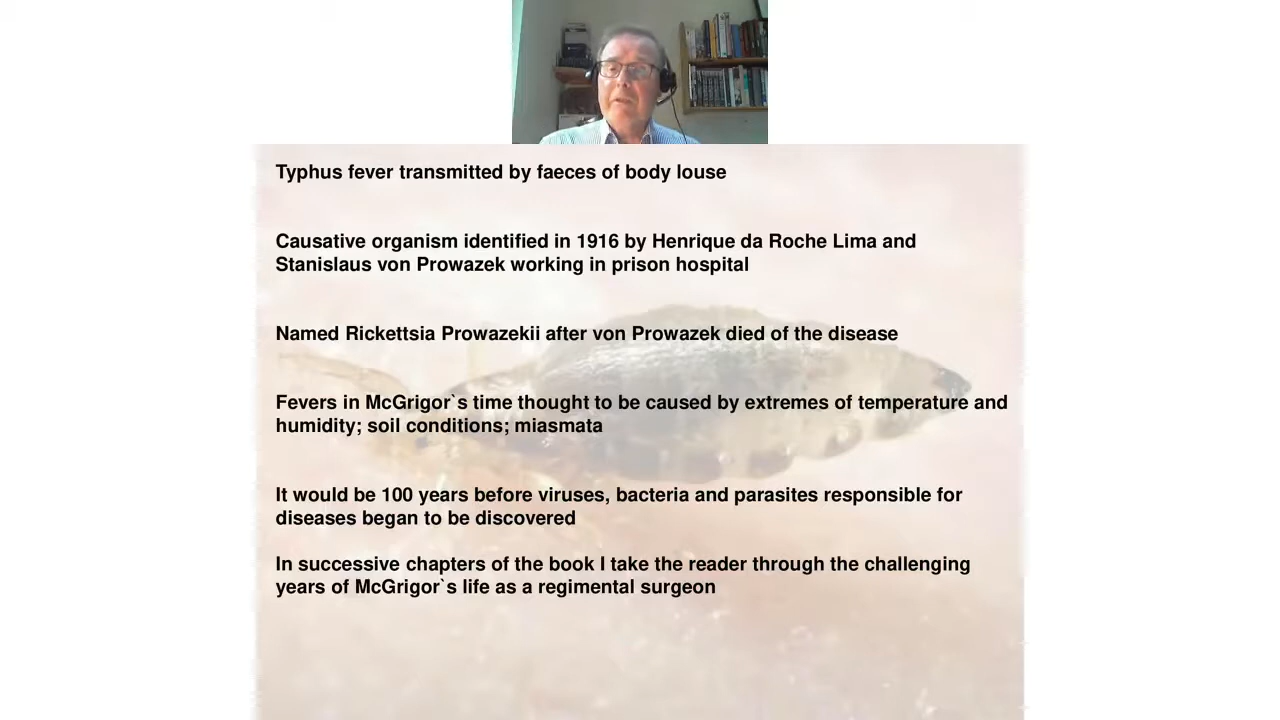 Typhus fever transmitted by faeces of body louse
Causative organism identified in 1916 by Henrique da Roche Lima and
Stanislaus von Prowazek working in prison hospital
Named Rickettsia Prowazekii after von Prowazek died of the disease
Fevers in McGrigor`s time thought to be caused by extremes of temperature and
humidity; soil conditions; miasmata
It would be 100 years before viruses, bacteria and parasites responsible for
diseases began to be discovered
In successive chapters of the book I take the reader through the challenging
years of McGrigor`s life as a regimental surgeon